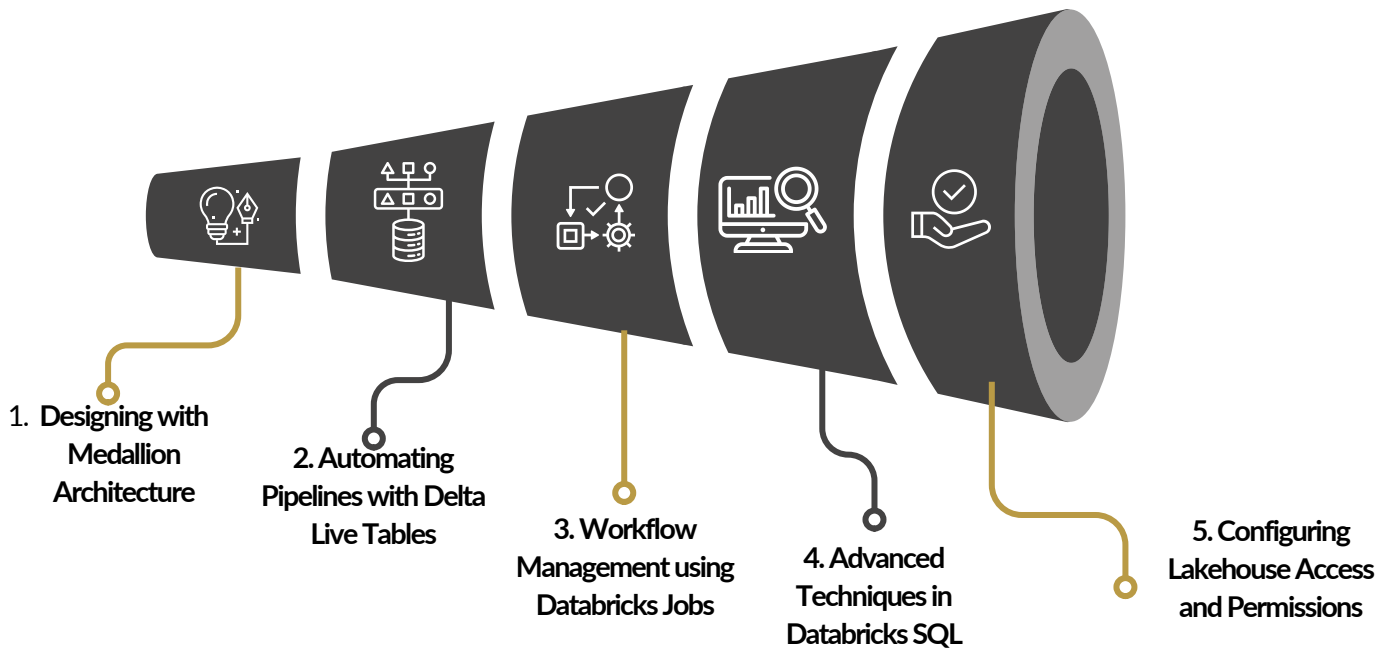 1. Designing with
Medallion
Architecture
2. Automating
Pipelines with Delta
Live Tables
3. Workflow
Management using
Databricks Jobs
4. Advanced
Techniques in
Databricks SQL
5. Configuring
Lakehouse Access
and Permissions